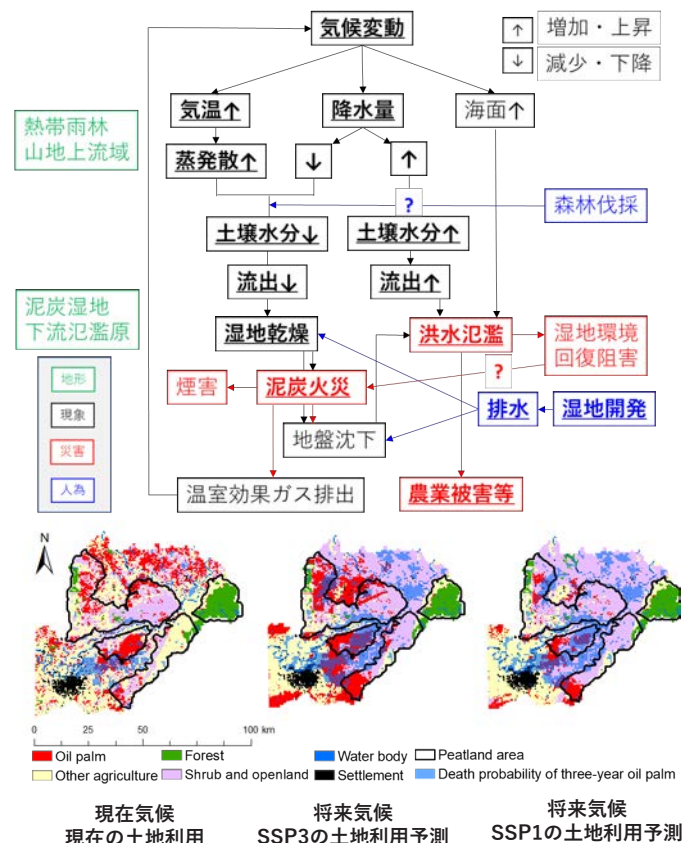 気候変動
↑ 増加・上昇
↓ 減少・下降
気温↑
降水量
海面↑
熱帯雨林
山地上流域
蒸発散↑
↓
↑
?
森林伐採
土壌水分↓
土壌水分↑
流出↓
流出↑
泥炭湿地
下流氾濫原
湿地乾燥
洪水氾濫
湿地環境
回復阻害
?
地形
現象
災害
人為
煙害
泥炭火災
排水
湿地開発
地盤沈下
温室効果ガス排出
農業被害等
N
0 25 50 100 km
Oil palm
Forest
Water body
Peatland area
Other agriculture
Shrub and openland
Settlement
Death probability of three-year oil palm
現在気候
現在の土地利用
将来気候
SSP3の土地利用予測
将来気候
SSP1の土地利用予測